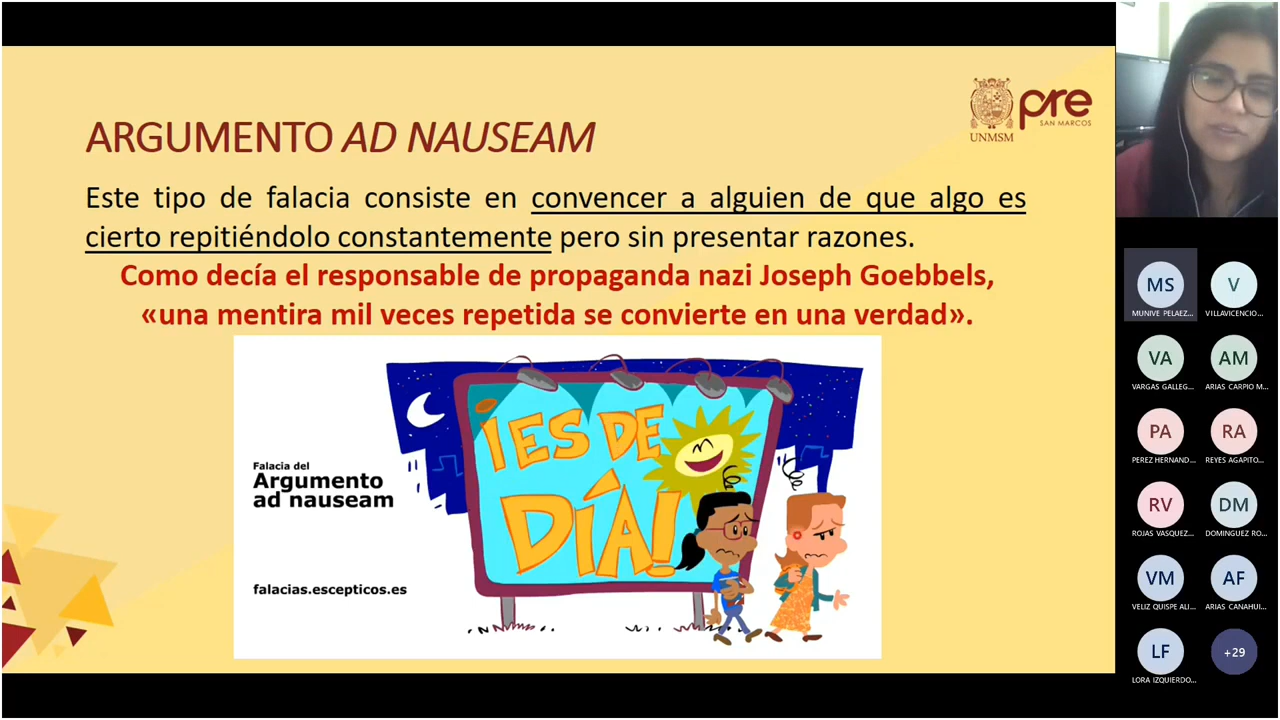 ARGUMENTO AD NAUSEAM
Este tipo de falacia consiste en convencer a alguien de que algo es
cierto repitiéndolo constantemente pero sin presentar razones.
Como decía el responsable de propaganda nazi Joseph Goebbels,
«una mentira mil veces repetida se convierte en una verdad».
UNMSM
pre
SAN MARCOS
Falacia del
Argumento
ad nauseam
falacias.escepticos.es
¡ES DE
DÍA!
MS
MUNIVE PELAEZ...
V
VILLAVICENCIO...
VA
VARGAS GALLEG...
AM
ARIAS CARPIO M...
PA
PEREZ HERNAND...
RA
REYES AGAPITO...
RV
ROJAS VASQUEZ...
DM
DOMINGUEZ RO...
VM
VELIZ QUISPE ALI...
AF
ARIAS CANAHUI...
LF
LORA IZQUIERDO...
+29